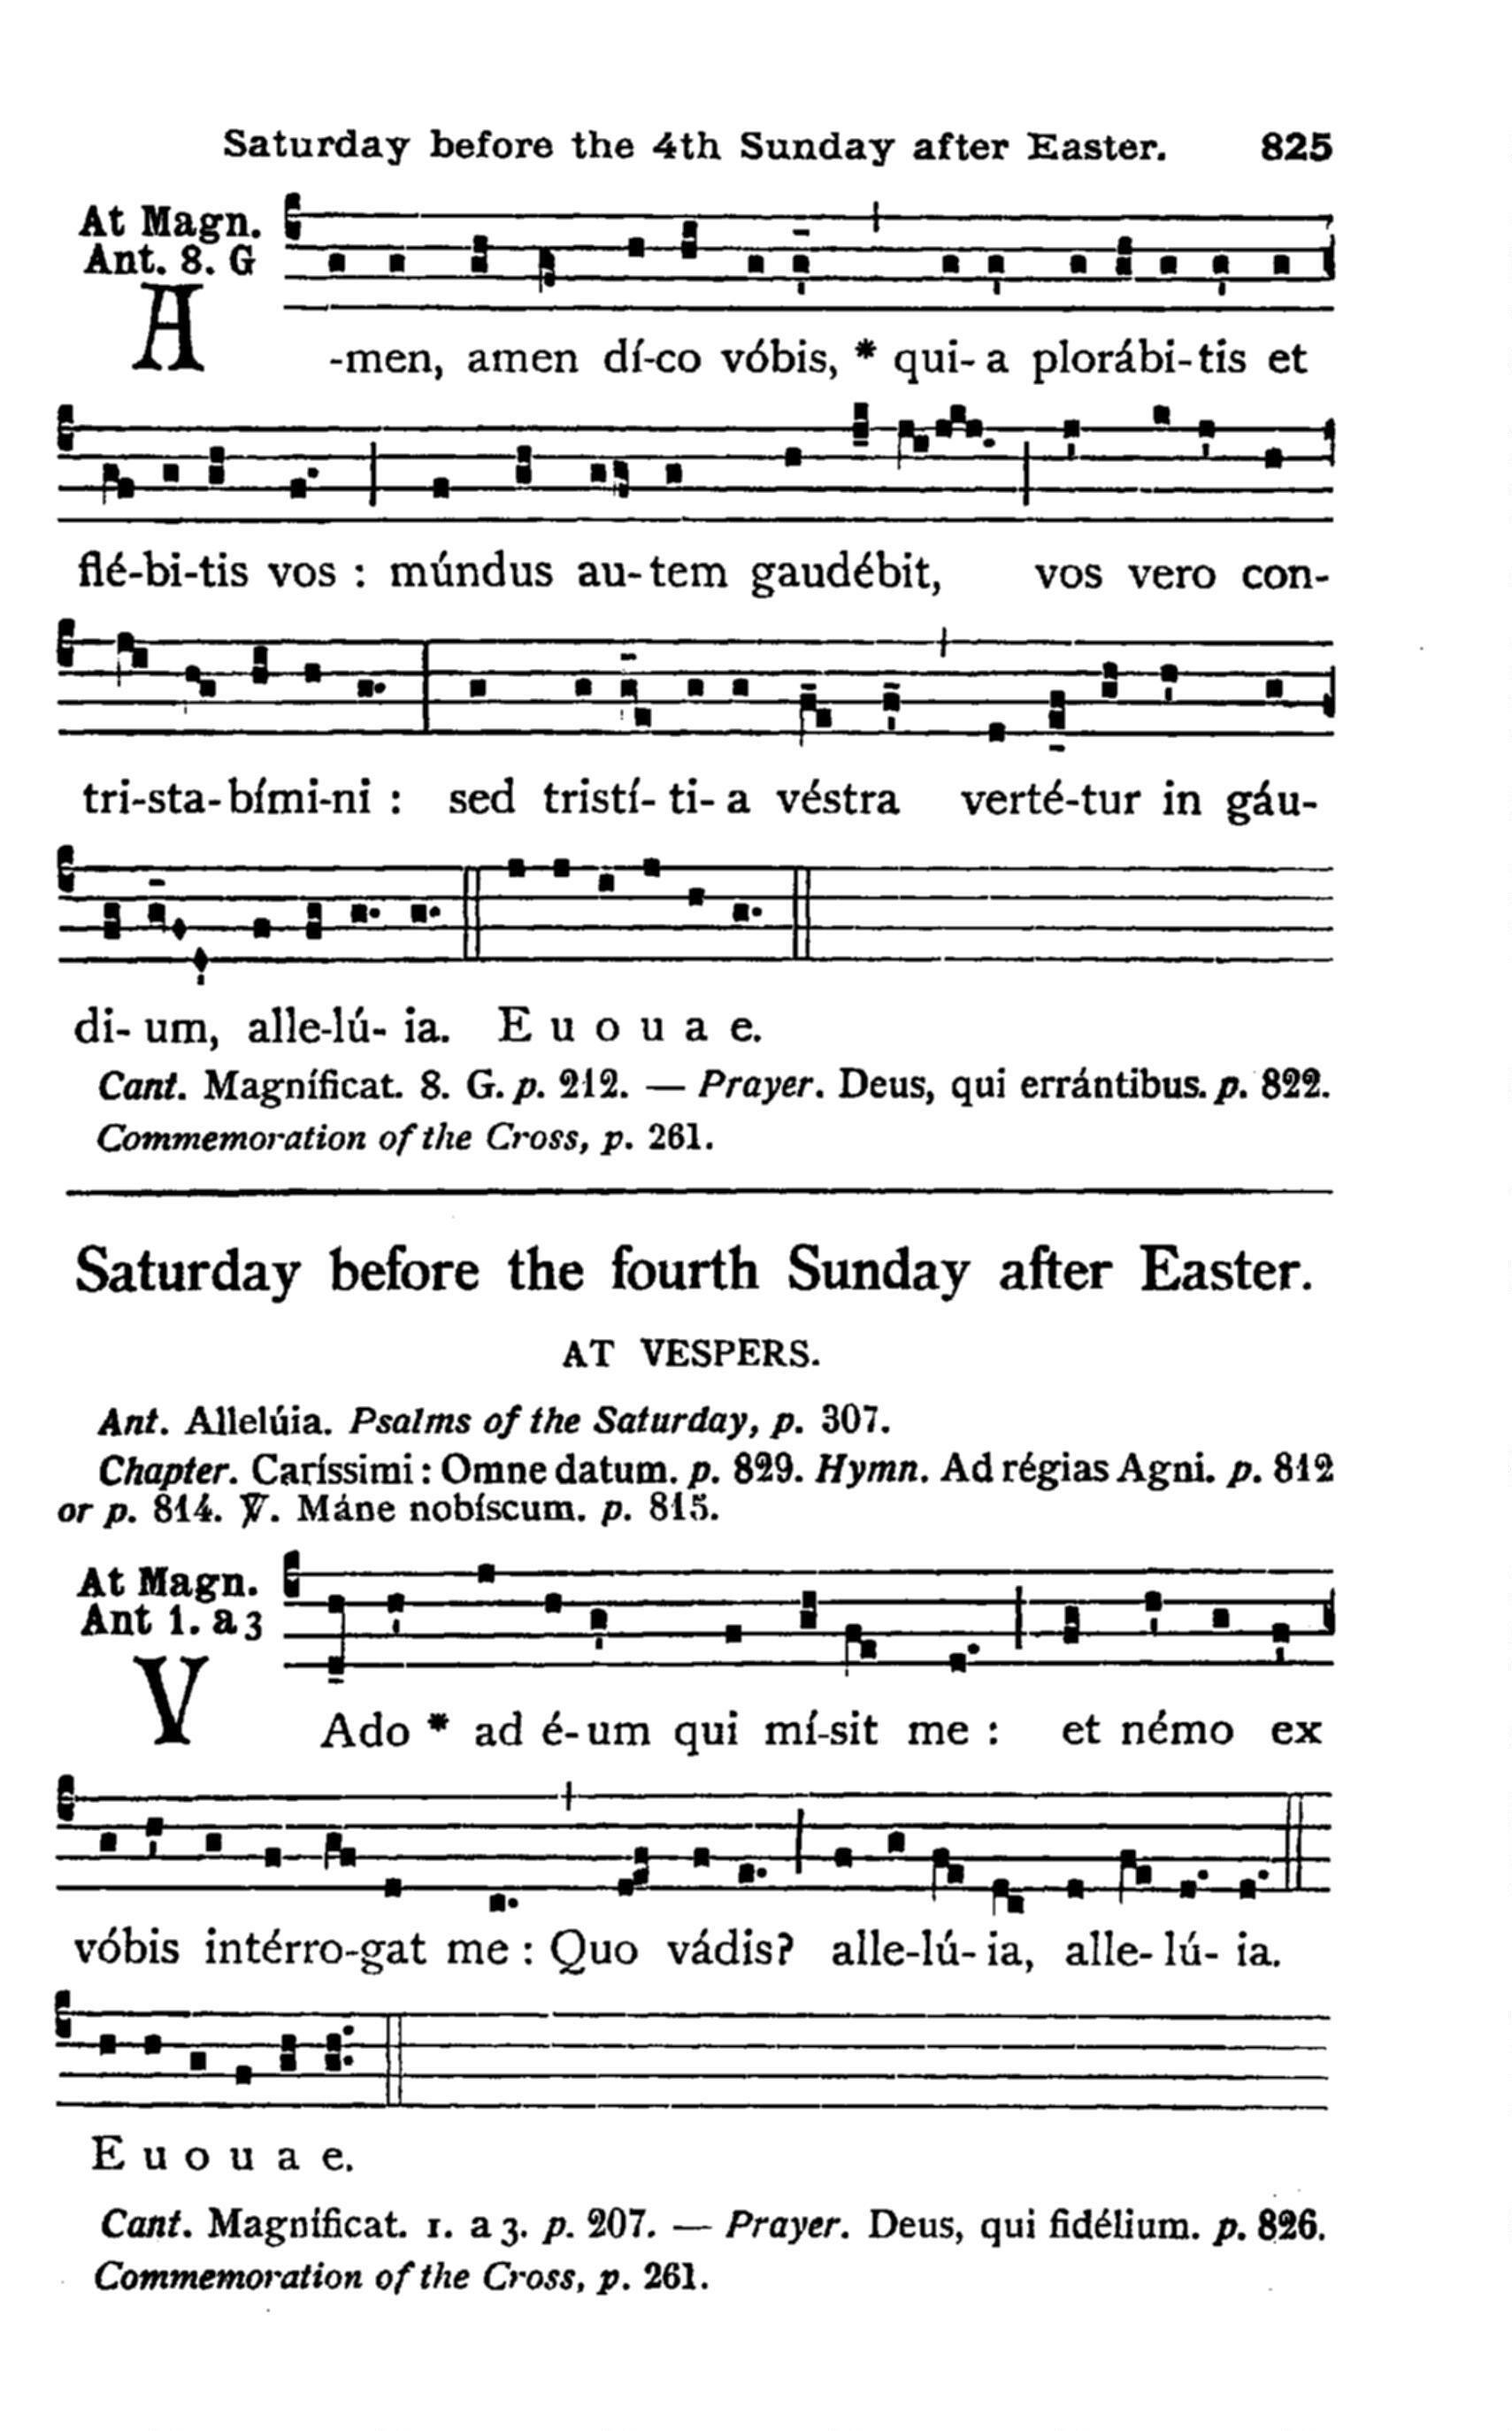 Saturday before the 4th Sunday after Easter. 825
At Magn.
Ant. 8. G
A-men, amen dí-co vóbis, * qui- a plorábi-tis et
flé-bi-tis vos : múndus au-tem gaudébit, vos vero con-
tri-sta-bími-ni : sed tristí- ti- a véstra verté-tur in gáu-
di- um, alle-lú- ia. E u o u a e.
Cant. Magníficat. 8. G. p. 212. — Prayer. Deus, qui errántibus. p. 822.
Commemoration of the Cross, p. 261.
Saturday before the fourth Sunday after Easter.
AT VESPERS.
Ant. Allelúia. Psalms of the Saturday, p. 307.
Chapter. Caríssimi : Omne datum. p. 829. Hymn. Ad régias Agni. p. 812
or p. 814. ℣. Máne nobíscum. p. 815.
At Magn.
Ant 1. a 3
VAdo * ad é-um qui mí-sit me : et némo ex
vóbis intérro-gat me : Quo vádis? alle-lú- ia, alle- lú- ia.
E u o u a e.
Cant. Magníficat. 1. a 3. p. 207. — Prayer. Deus, qui fidélium. p. 826.
Commemoration of the Cross, p. 261.